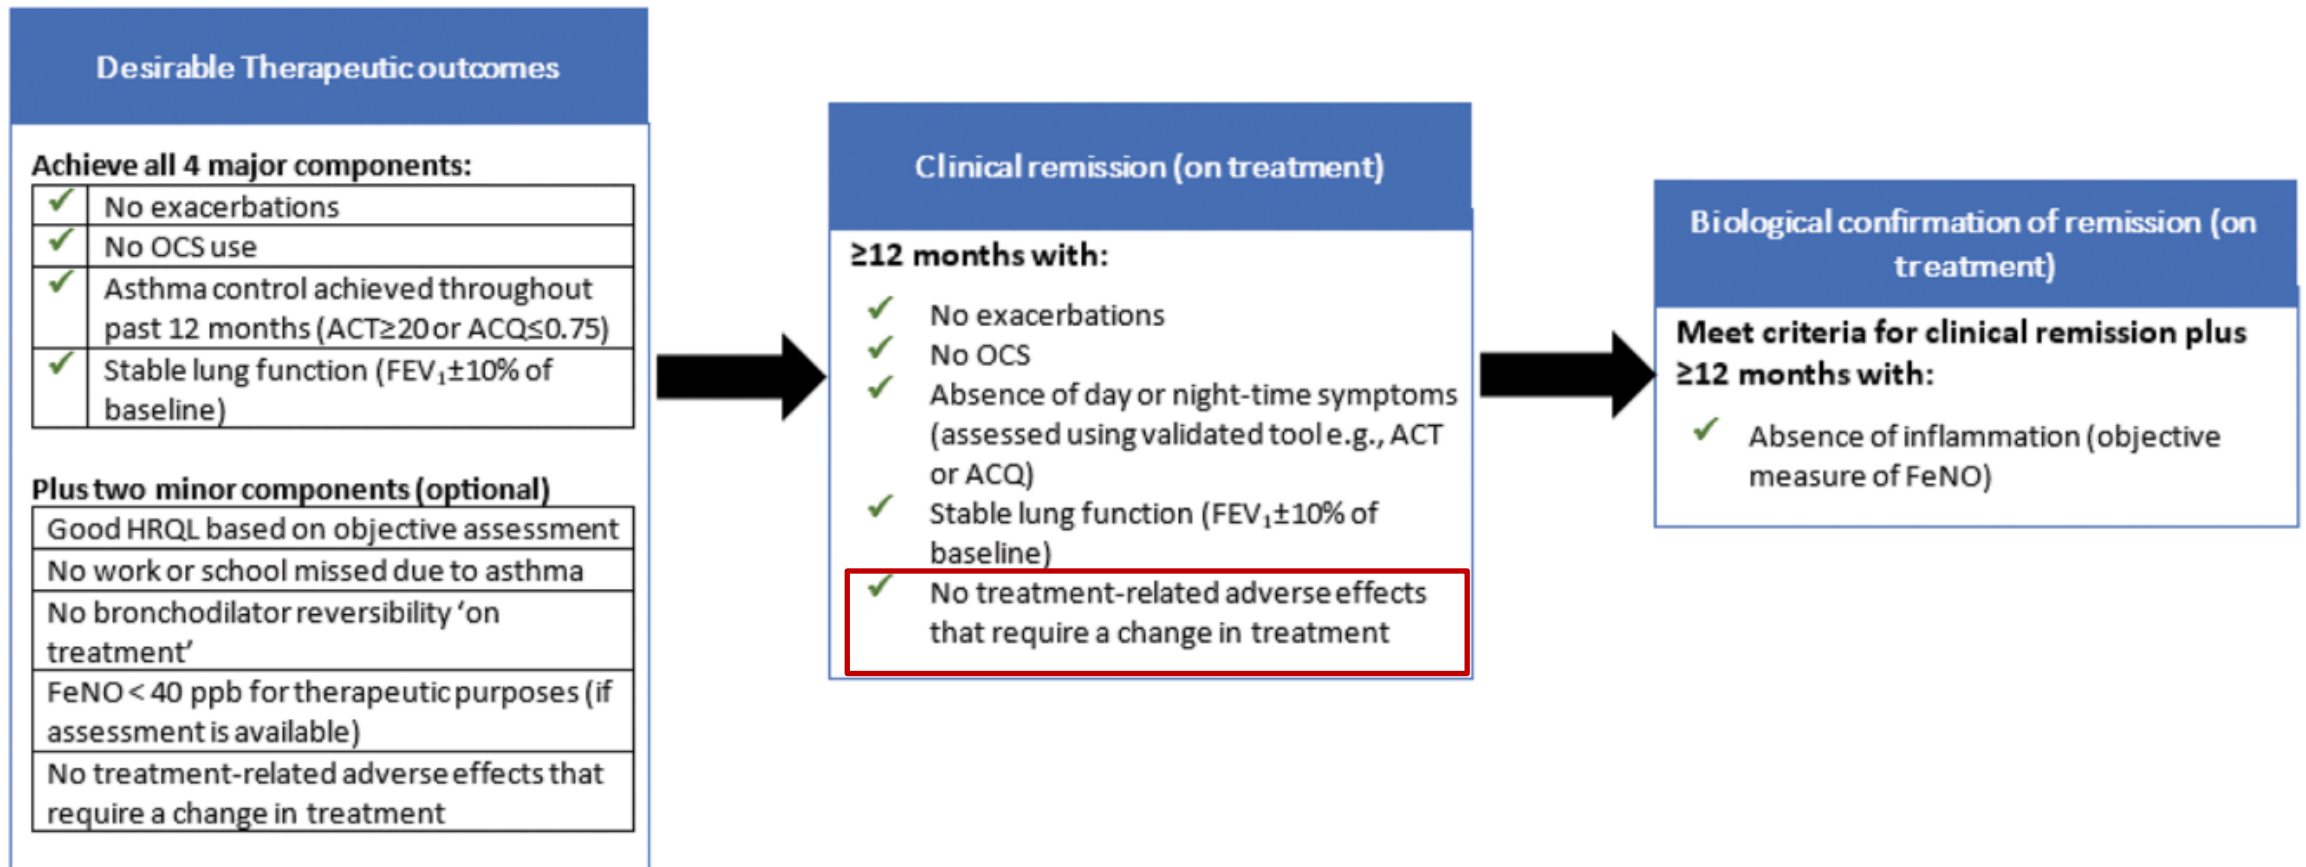 Desirable Therapeutic outcomes
Achieve all 4 major components:
✓ No exacerbations
✓ No OCS use
✓ Asthma control achieved throughout
past 12 months (ACT≥20 or ACQ≤0.75)
✓ Stable lung function (FEV₁±10% of
baseline)
Plus two minor components (optional)
Good HRQL based on objective assessment
No work or school missed due to asthma
No bronchodilator reversibility ‘on
treatment’
FeNO < 40 ppb for therapeutic purposes (if
assessment is available)
No treatment-related adverse effects that
require a change in treatment
Clinical remission (on treatment)
≥12 months with:
✓ No exacerbations
✓ No OCS
✓ Absence of day or night-time symptoms
(assessed using validated tool e.g., ACT
or ACQ)
✓ Stable lung function (FEV₁±10% of
baseline)
✓ No treatment-related adverse effects
that require a change in treatment
Biological confirmation of remission (on
treatment)
Meet criteria for clinical remission plus
≥12 months with:
✓ Absence of inflammation (objective
measure of FeNO)